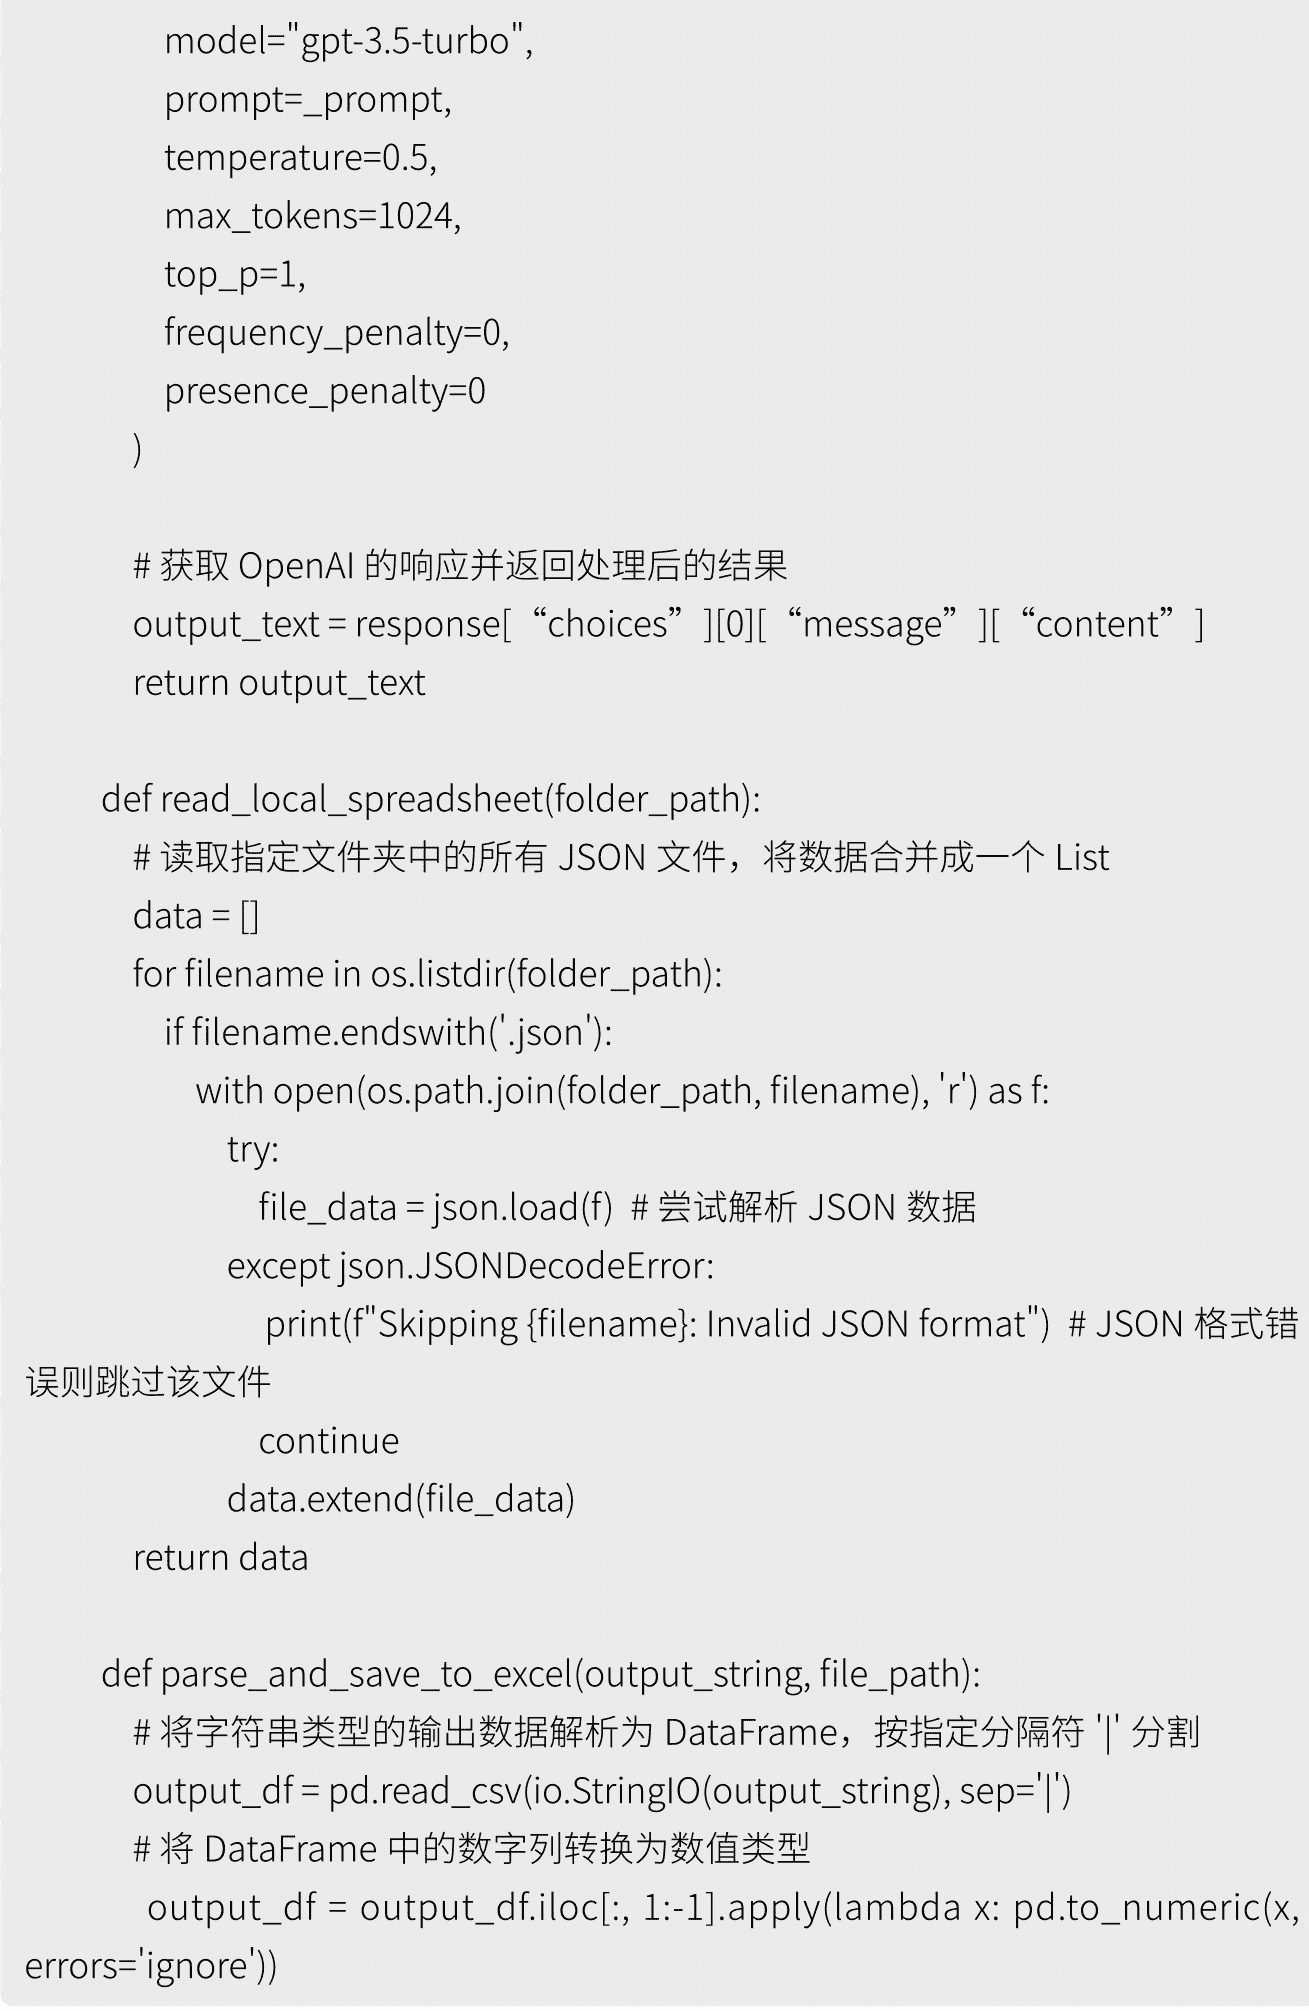 model="gpt-3.5-turbo",
prompt=_prompt,
temperature=0.5,
max_tokens=1024,
top_p=1,
frequency_penalty=0,
presence_penalty=0
)
# 获取 OpenAI 的响应并返回处理后的结果
output_text = response[“choices”][0][“message”][“content”]
return output_text
def read_local_spreadsheet(folder_path):
# 读取指定文件夹中的所有 JSON 文件，将数据合并成一个 List
data = []
for filename in os.listdir(folder_path):
if filename.endswith('.json'):
with open(os.path.join(folder_path, filename), 'r') as f:
try:
file_data = json.load(f) # 尝试解析 JSON 数据
except json.JSONDecodeError:
print(f"Skipping {filename}: Invalid JSON format") # JSON 格式错
误则跳过该文件
continue
data.extend(file_data)
return data
def parse_and_save_to_excel(output_string, file_path):
# 将字符串类型的输出数据解析为 DataFrame，按指定分隔符 '|' 分割
output_df = pd.read_csv(io.StringIO(output_string), sep='|')
# 将 DataFrame 中的数字列转换为数值类型
output_df = output_df.iloc[:, 1:-1].apply(lambda x: pd.to_numeric(x,
errors='ignore'))